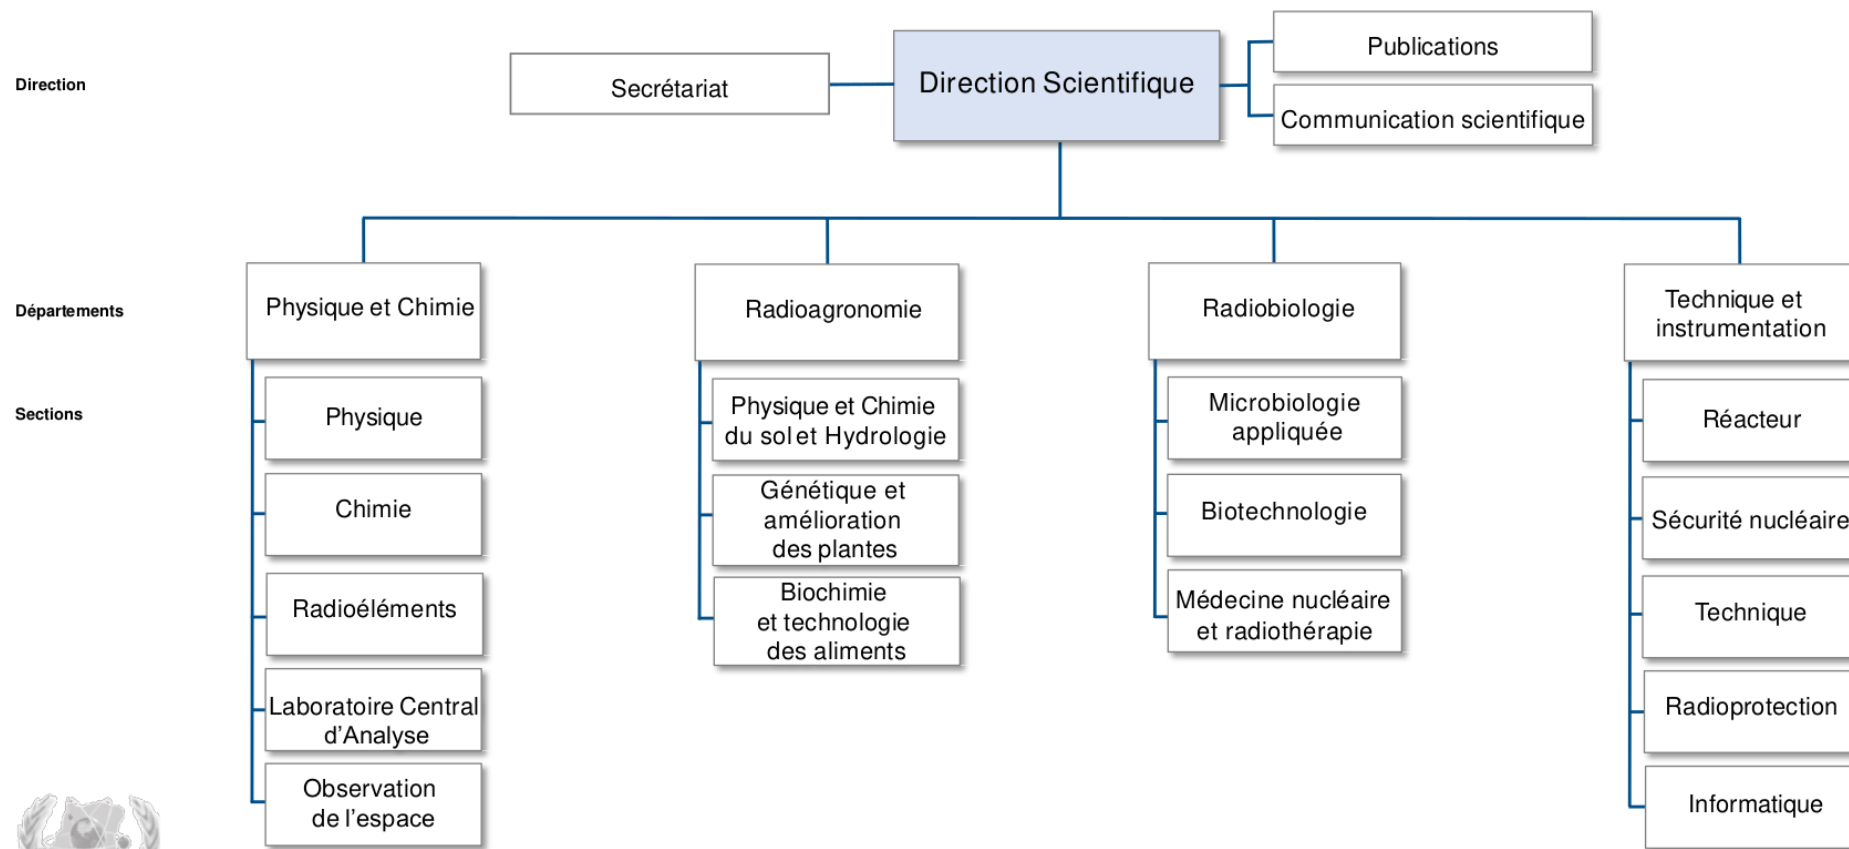 Direction
Secrétariat
Direction Scientifique
Publications
Communication scientifique
Départements
Physique et Chimie
Radioagronomie
Radiobiologie
Technique et
instrumentation
Sections
Physique
Chimie
Radioéléments
Laboratoire Central
d’Analyse
Observation
de l’espace
Physique et Chimie
du sol et Hydrologie
Génétique et
amélioration
des plantes
Biochimie
et technologie
des aliments
Microbiologie
appliquée
Biotechnologie
Médecine nucléaire
et radiothérapie
Réacteur
Sécurité nucléaire
Technique
Radioprotection
Informatique